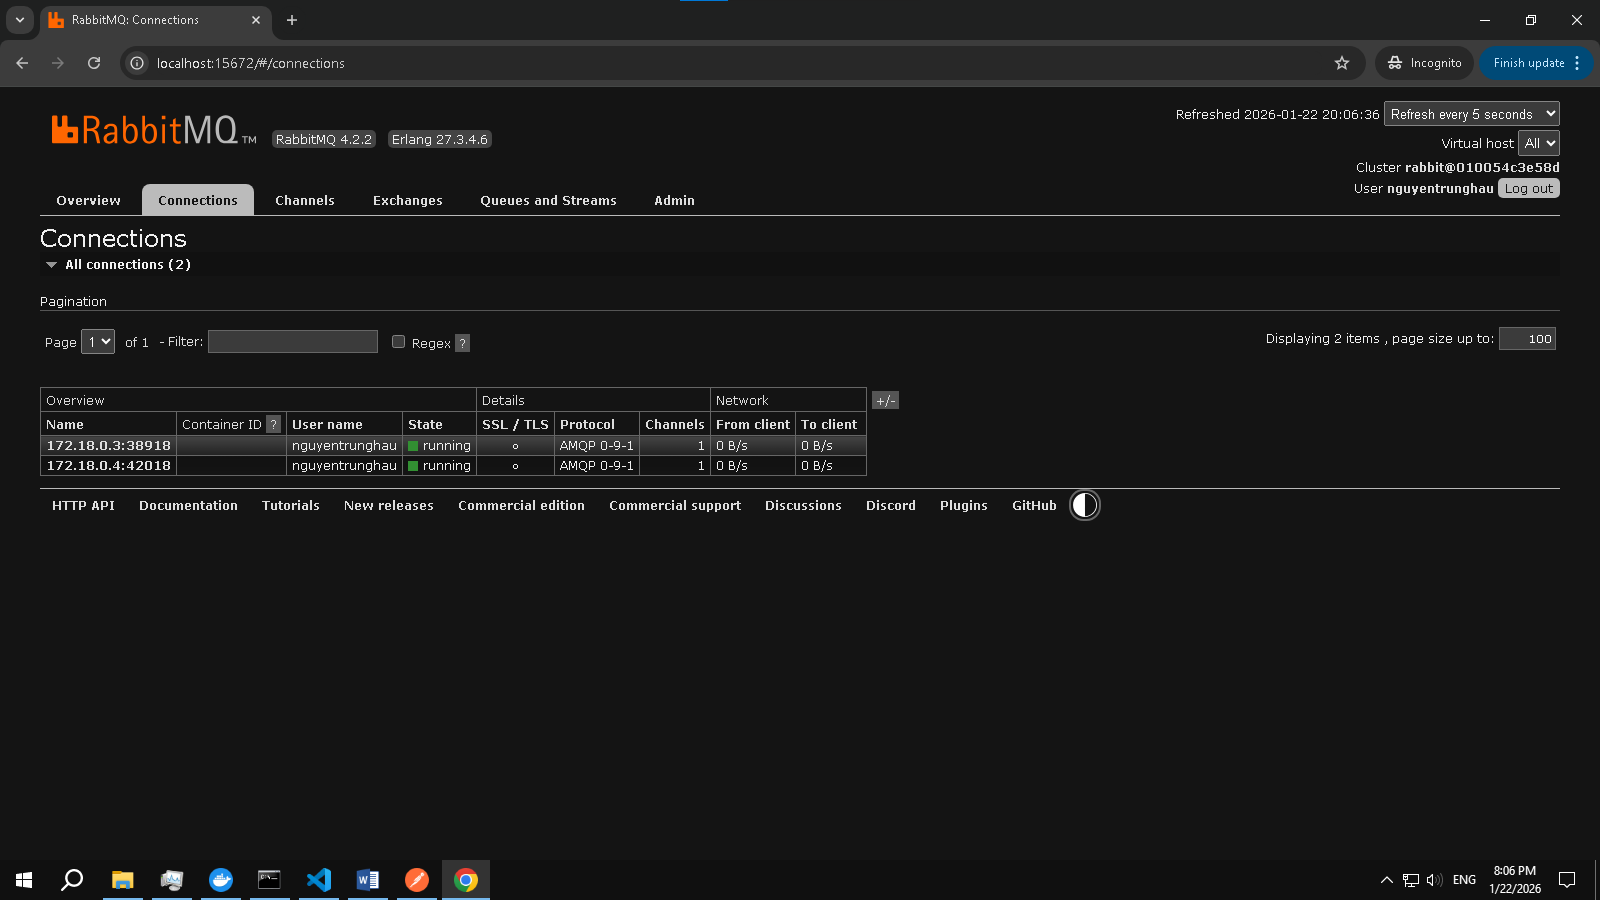 RabbitMQ: Connections
localhost:15672/#/connections
Incognito
Finish update
RabbitMQ TM
RabbitMQ 4.2.2
Erlang 27.3.4.6
Refreshed 2026-01-22 20:06:36
Refresh every 5 seconds
Virtual host All
Cluster rabbit@010054c3e58d
User nguyentrunghau Log out
Overview Connections Channels Exchanges Queues and Streams Admin
Connections
All connections (2)
Pagination
Page 1 of 1 - Filter: Regex ?
Displaying 2 items , page size up to: 100
Overview Details Network +/-
Name Container ID ? User name State SSL / TLS Protocol Channels From client To client
172.18.0.3:38918 nguyentrunghau running ○ AMQP 0-9-1 1 0 B/s 0 B/s
172.18.0.4:42018 nguyentrunghau running ○ AMQP 0-9-1 1 0 B/s 0 B/s
HTTP API Documentation Tutorials New releases Commercial edition Commercial support Discussions Discord Plugins GitHub
ENG
8:06 PM
1/22/2026